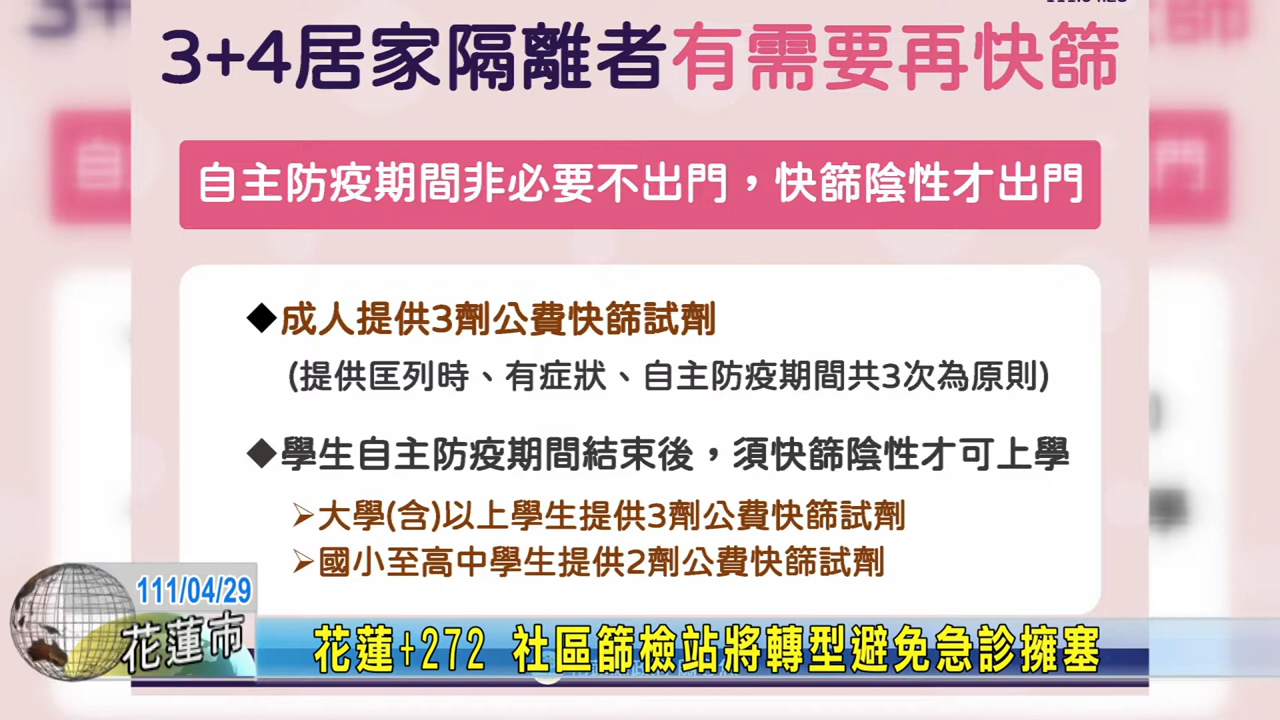 3+4居家隔離者有需要再快篩
自主防疫期間非必要不出門，快篩陰性才出門
◆成人提供3劑公費快篩試劑
(提供匡列時、有症狀、自主防疫期間共3次為原則)
◆學生自主防疫期間結束後，須快篩陰性才可上學
➢大學(含)以上學生提供3劑公費快篩試劑
➢國小至高中學生提供2劑公費快篩試劑
111/04/29
花蓮市
花蓮+272 社區篩檢站將轉型避免急診擁塞